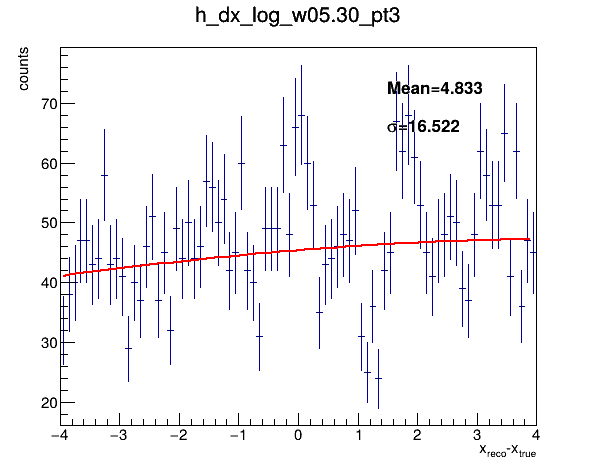 h_dx_log_w05.30_pt3
counts
Mean=4.833
σ=16.522
70
60
50
40
30
20
−4 −3 −2 −1 0 1 2 3 4
x_reco-x_true